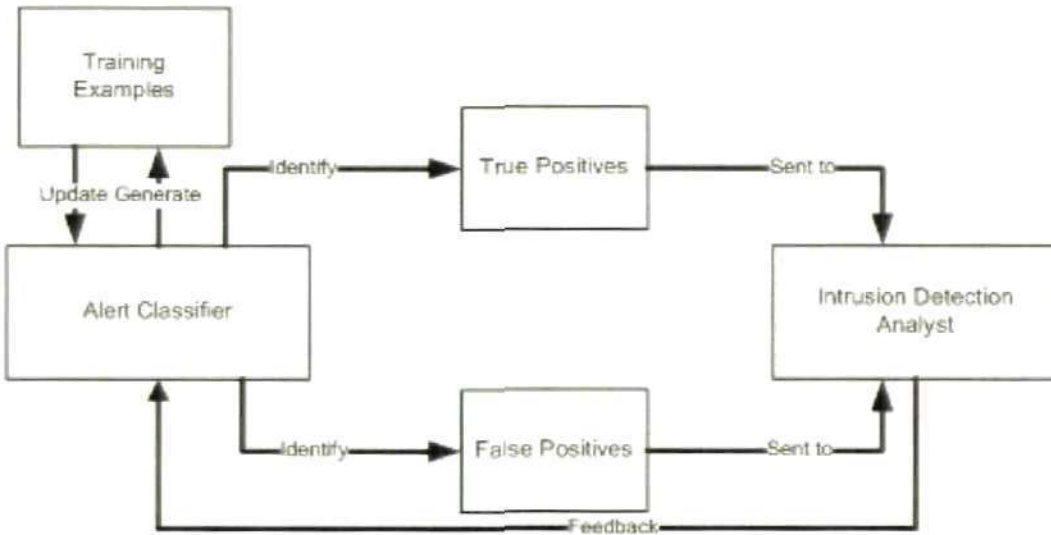 Training
Examples
Identify
True Positives
Sent to
Update Generate
Alert Classifier
Intrusion Detection
Analyst
Identify
False Positives
Sent to
Feedback